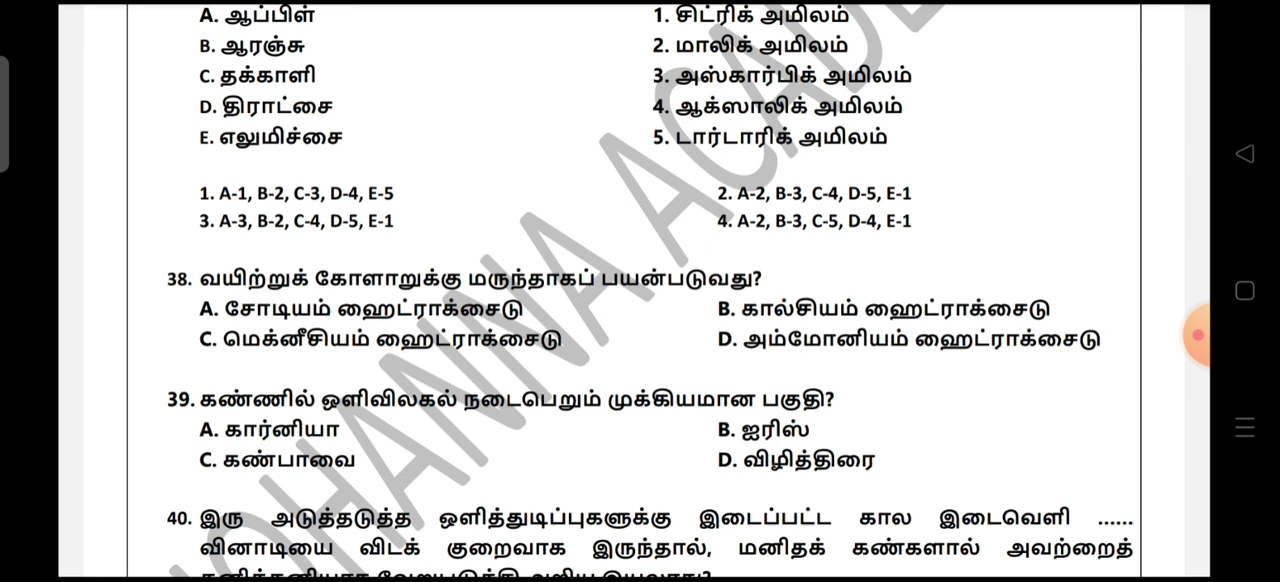 A. ஆப்பிள் 1. சிட்ரிக் அமிலம்
B. ஆரஞ்சு 2. மாலிக் அமிலம்
C. தக்காளி 3. அஸ்கார்பிக் அமிலம்
D. திராட்சை 4. ஆக்ஸாலிக் அமிலம்
E. எலுமிச்சை 5. டார்டாரிக் அமிலம்
1. A-1, B-2, C-3, D-4, E-5 2. A-2, B-3, C-4, D-5, E-1
3. A-3, B-2, C-4, D-5, E-1 4. A-2, B-3, C-5, D-4, E-1
38. வயிற்றுக் கோளாறுக்கு மருந்தாகப் பயன்படுவது?
A. சோடியம் ஹைட்ராக்சைடு B. கால்சியம் ஹைட்ராக்சைடு
C. மெக்னீசியம் ஹைட்ராக்சைடு D. அம்மோனியம் ஹைட்ராக்சைடு
39. கண்ணில் ஒளிவிலகல் நடைபெறும் முக்கியமான பகுதி?
A. கார்னியா B. ஐரிஸ்
C. கண்பாவை D. விழித்திரை
40. இரு அடுத்தடுத்த ஒளித்துடிப்புகளுக்கு இடைப்பட்ட கால இடைவெளி ......
வினாடியை விடக் குறைவாக இருந்தால், மனிதக் கண்களால் அவற்றைத்